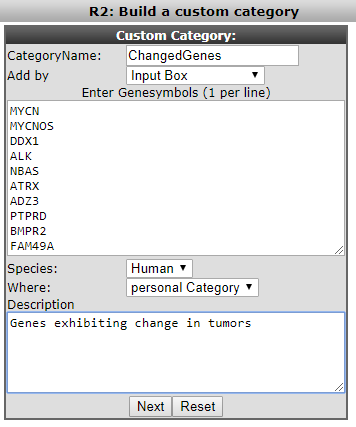 R2: Build a custom category
Custom Category:
CategoryName: ChangedGenes
Add by Input Box
Enter Genesymbols (1 per line)
MYCN
MYCNOS
DDX1
ALK
NBAS
ATRX
ADZ3
PTPRD
BMPR2
FAM49A
Species: Human
Where: personal Category
Description
Genes exhibiting change in tumors
Next Reset